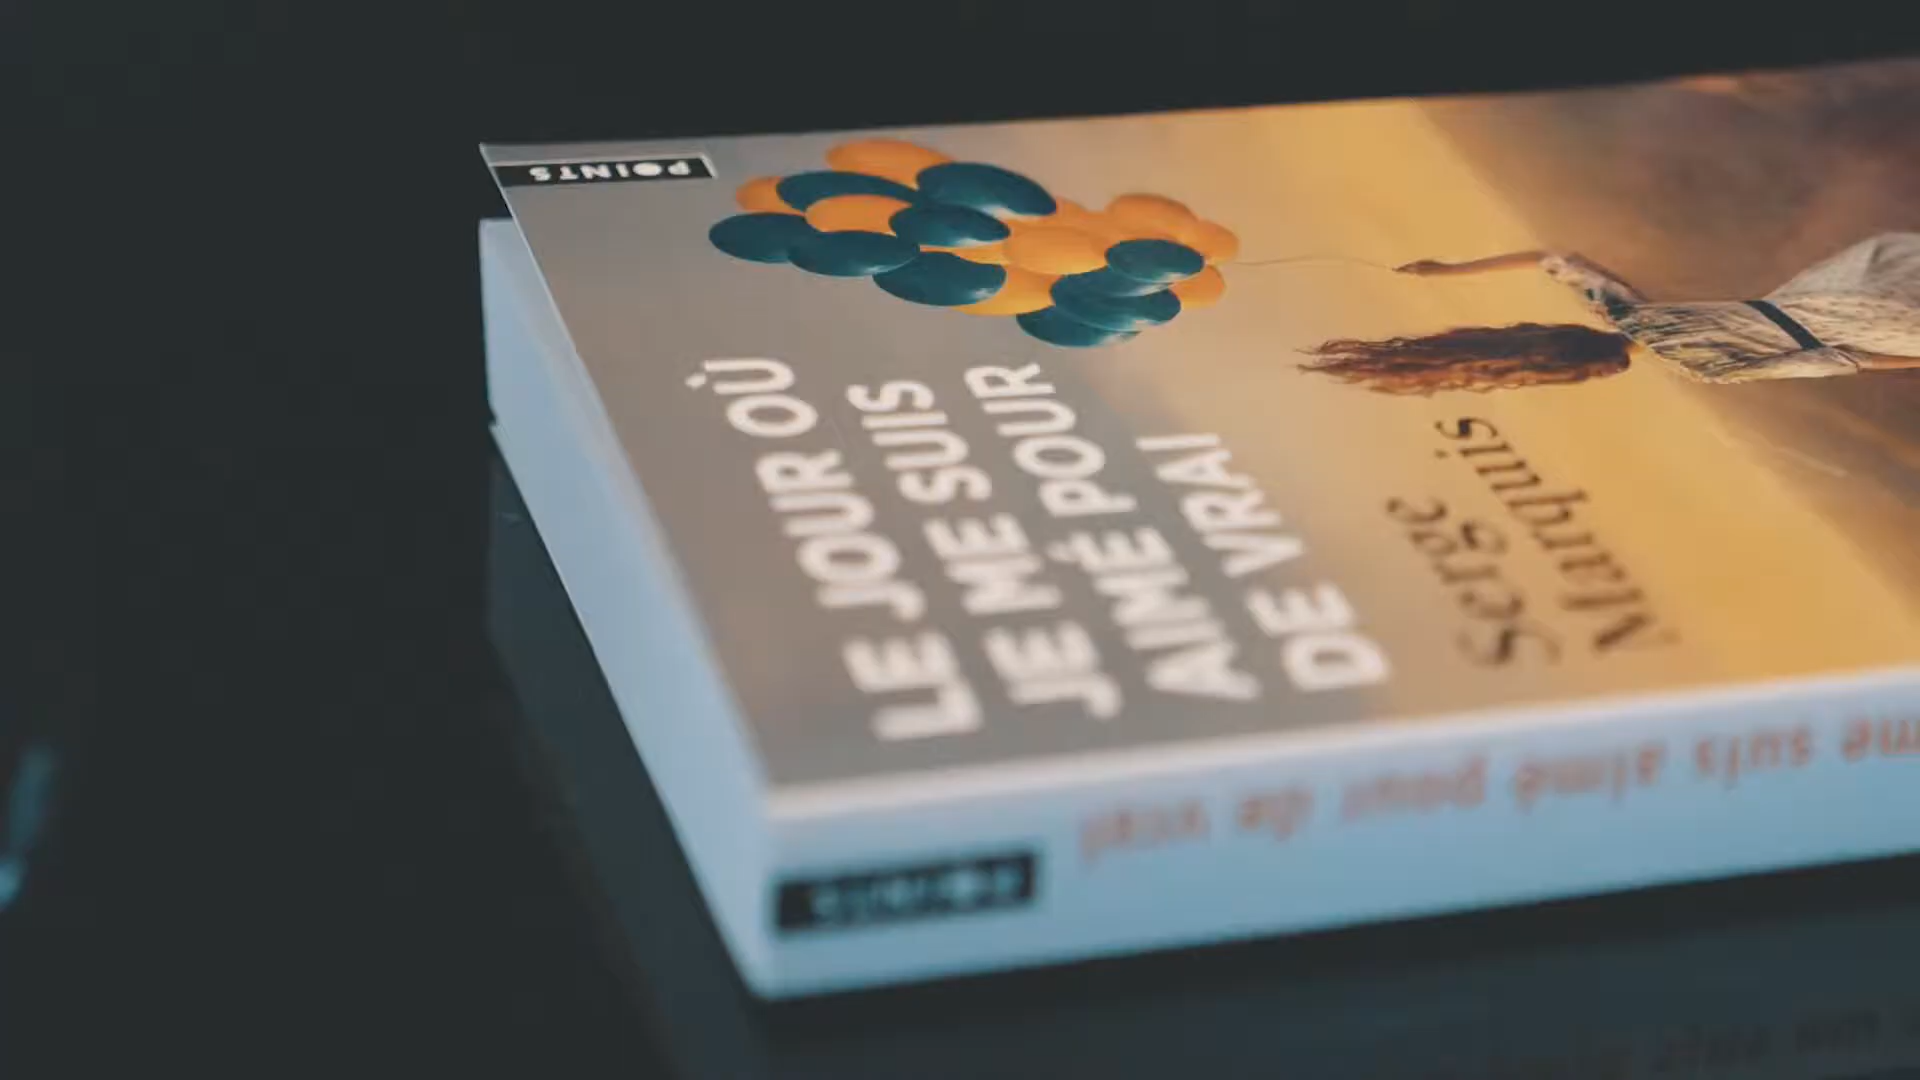 POINTS
LE JOUR OÙ
JE ME SUIS
AIMÉ POUR
DE VRAI
Serge
Marquis
me suis aimé pour de vrai
POINTS